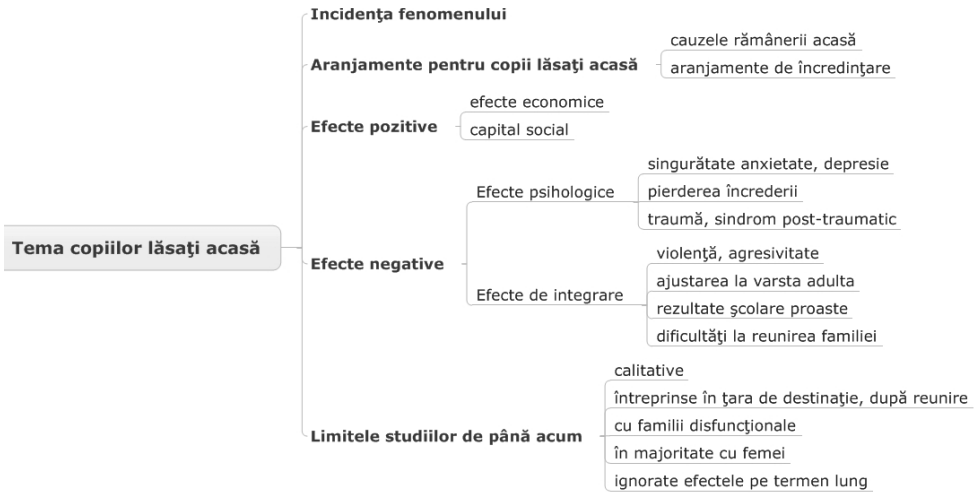 Tema copiilor lăsaţi acasă
Incidenţa fenomenului
Aranjamente pentru copii lăsaţi acasă
cauzele rămânerii acasă
aranjamente de încredinţare
Efecte pozitive
efecte economice
capital social
Efecte negative
Efecte psihologice
singurătate anxietate, depresie
pierderea încrederii
traumă, sindrom post-traumatic
Efecte de integrare
violenţă, agresivitate
ajustarea la varsta adulta
rezultate şcolare proaste
dificultăţi la reunirea familiei
Limitele studiilor de până acum
calitative
întreprinse în ţara de destinaţie, după reunire
cu familii disfuncţionale
în majoritate cu femei
ignorate efectele pe termen lung